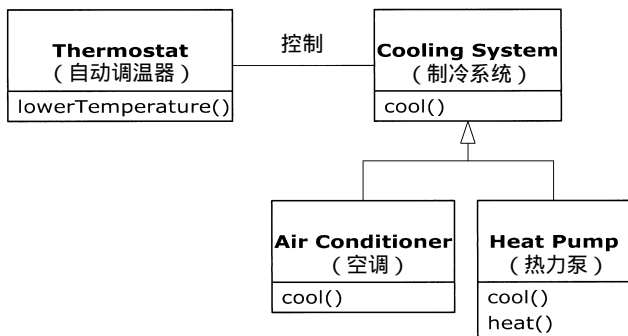 Thermostat
（自动调温器）
lowerTemperature()
控制
Cooling System
（制冷系统）
cool()
Air Conditioner
（空调）
cool()
Heat Pump
（热力泵）
cool()
heat()